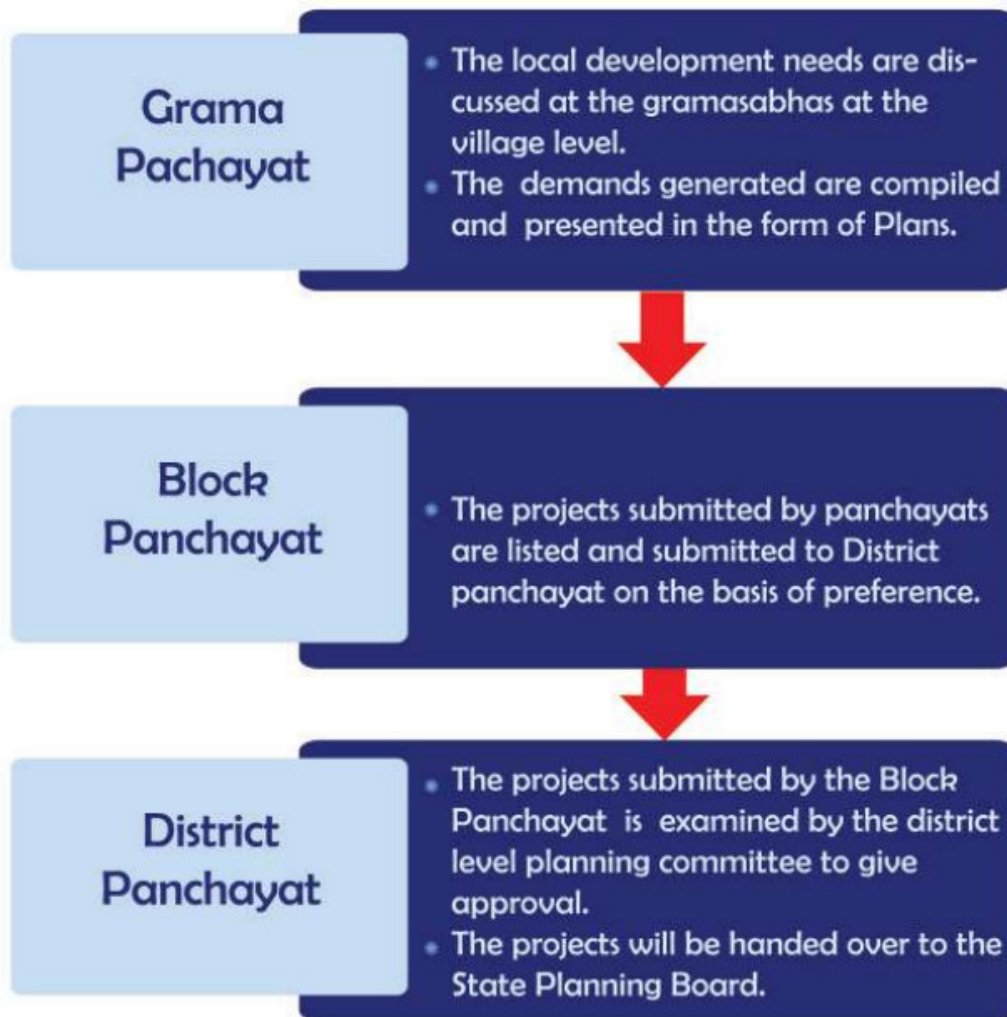 Grama
Pachayat
• The local development needs are dis-
cussed at the gramasabhas at the
village level.
• The demands generated are compiled
and presented in the form of Plans.
Block
Panchayat
• The projects submitted by panchayats
are listed and submitted to District
panchayat on the basis of preference.
District
Panchayat
• The projects submitted by the Block
Panchayat is examined by the district
level planning committee to give
approval.
• The projects will be handed over to the
State Planning Board.